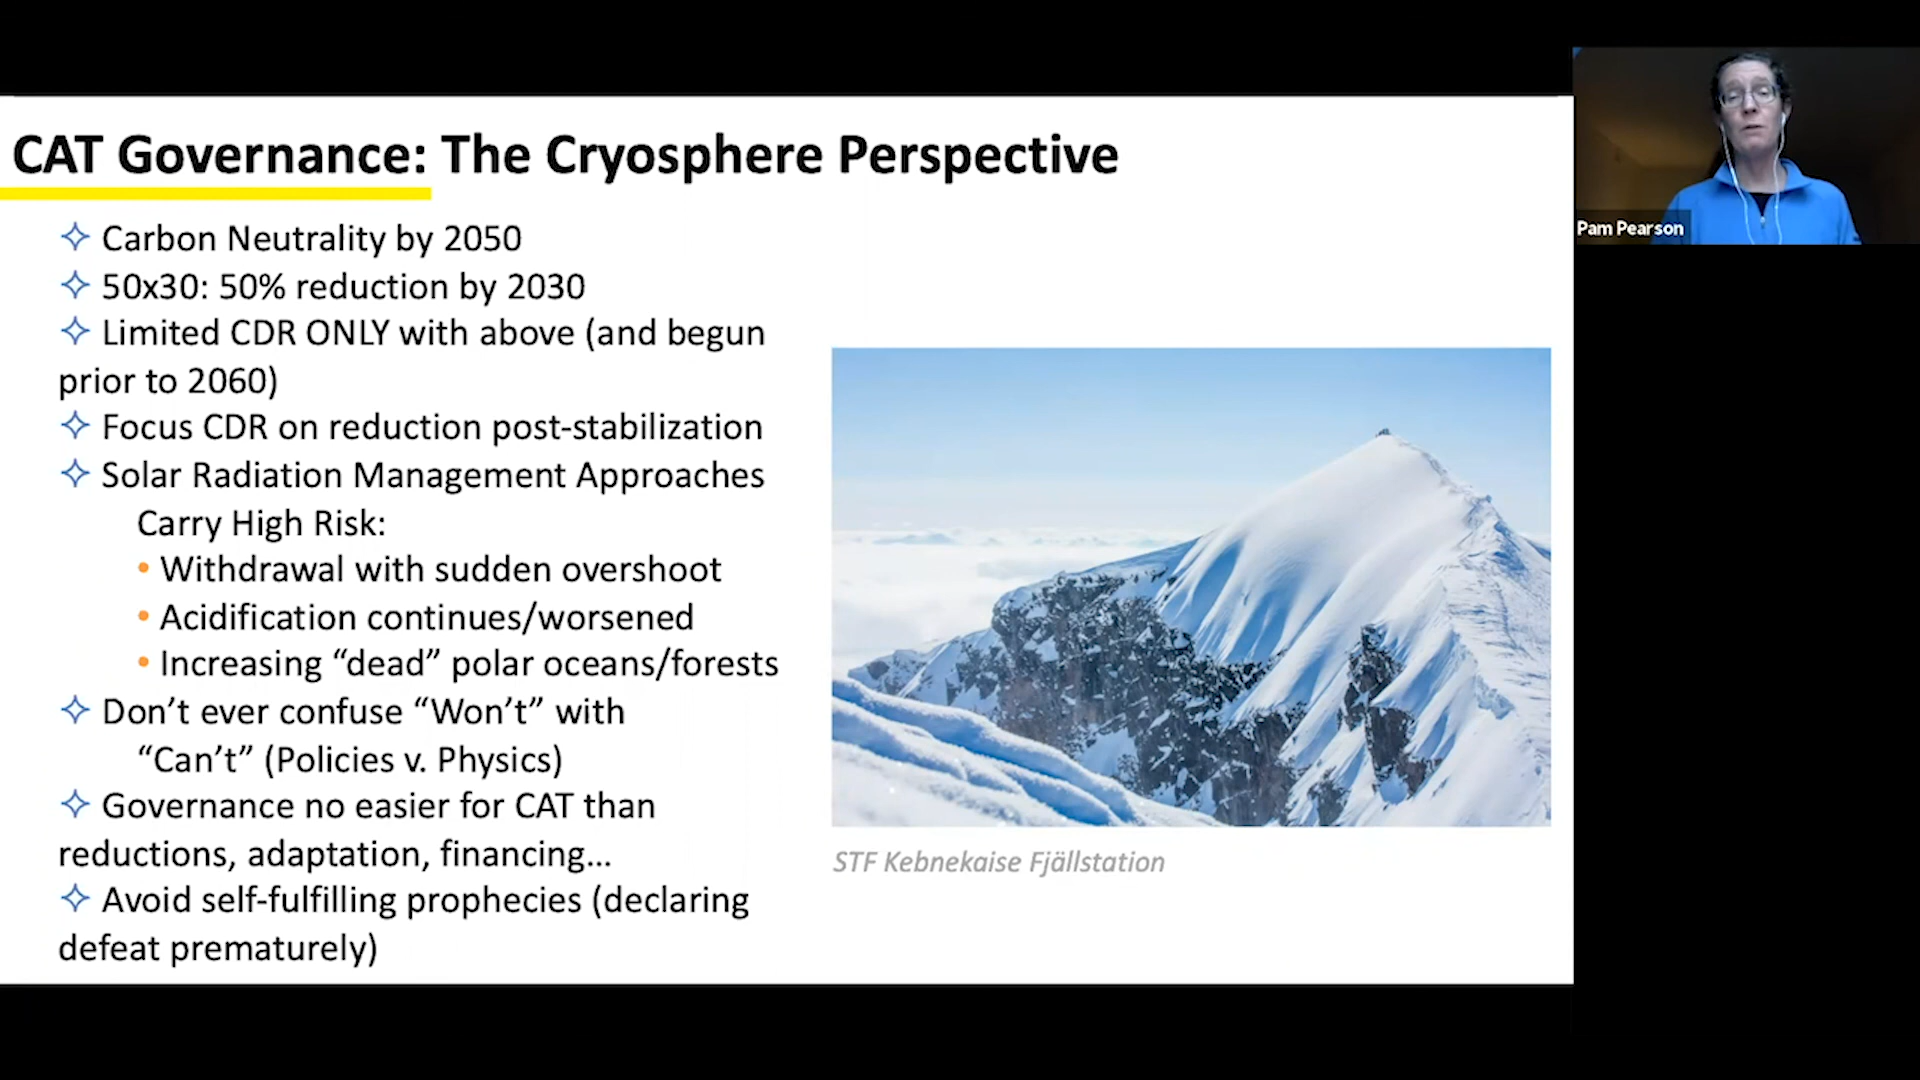 CAT Governance: The Cryosphere Perspective
Carbon Neutrality by 2050
50x30: 50% reduction by 2030
Limited CDR ONLY with above (and begun
prior to 2060)
Focus CDR on reduction post-stabilization
Solar Radiation Management Approaches
Carry High Risk:
• Withdrawal with sudden overshoot
• Acidification continues/worsened
• Increasing “dead” polar oceans/forests
Don’t ever confuse “Won’t” with
“Can’t” (Policies v. Physics)
Governance no easier for CAT than
reductions, adaptation, financing...
Avoid self-fulfilling prophecies (declaring
defeat prematurely)
STF Kebnekaise Fjällstation
Pam Pearson